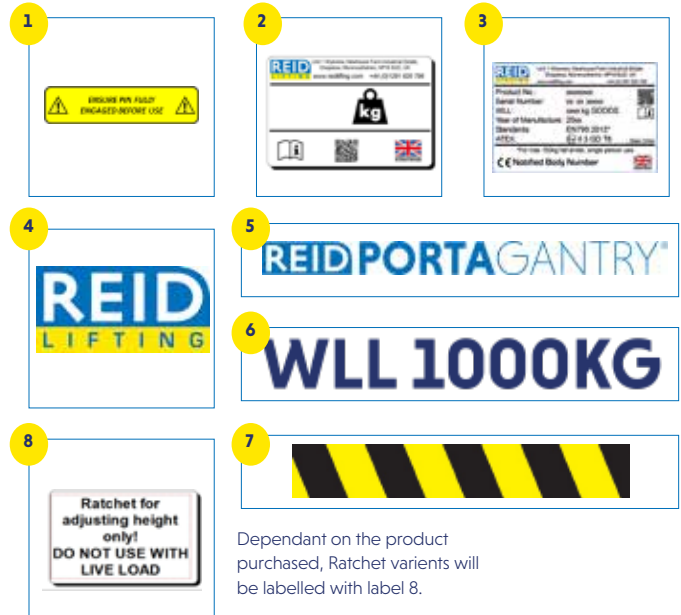 1
ENSURE PIN FULLY
ENGAGED BEFORE USE
2
REID
LIFTING
kg
3
REID
LIFTING
Product No.:
Serial Number:
WLL:
Year of Manufacture: 20xx
Standards:
ATEX:
CE Notified Body Number
4
REID
LIFTING
5
REID PORTAGANTRY®
6
WLL 1000KG
8
Ratchet for
adjusting height
only!
DO NOT USE WITH
LIVE LOAD
7
Dependant on the product
purchased, Ratchet varients will
be labelled with label 8.